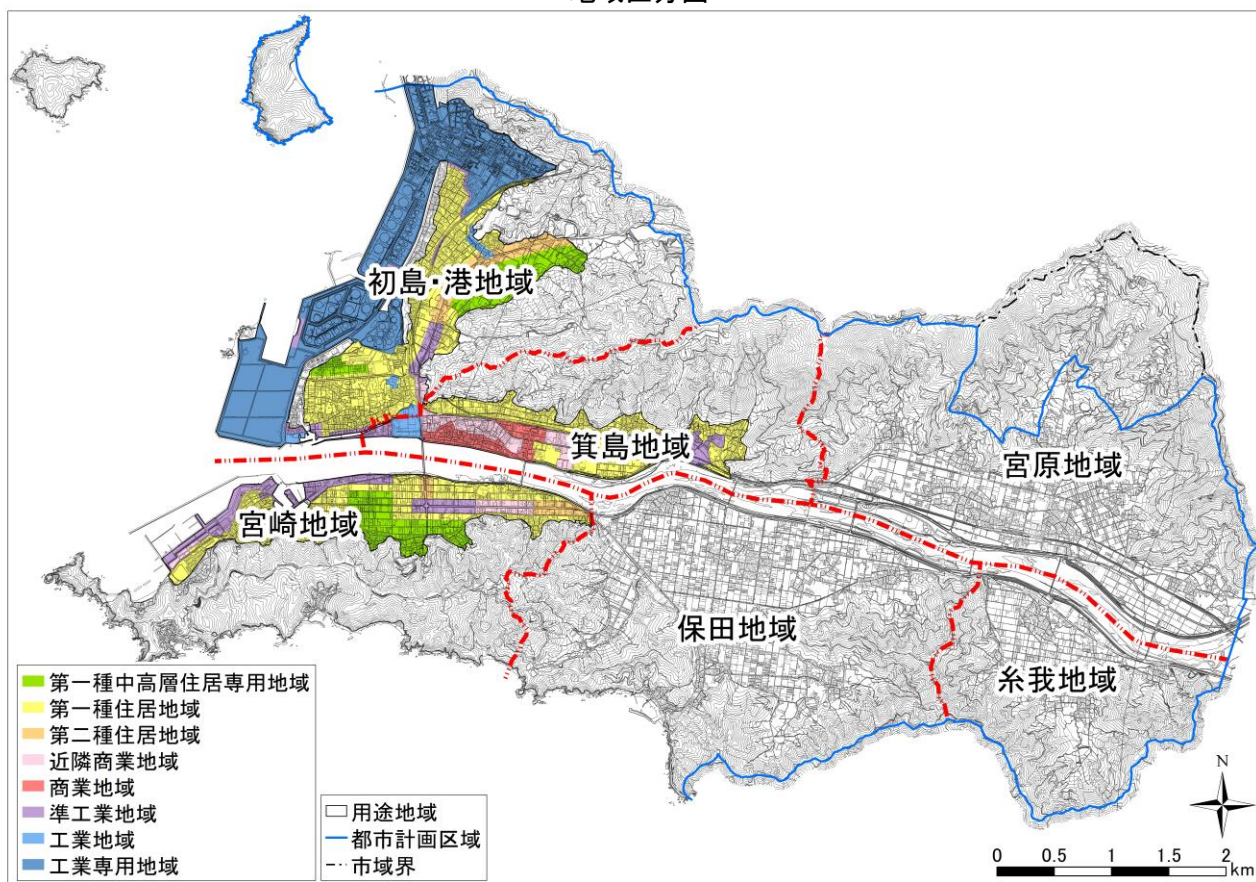 初島・港地域
箕島地域
宮原地域
宮崎地域
保田地域
糸我地域
第一種中高層住居専用地域
第一種住居地域
第二種住居地域
近隣商業地域
商業地域
準工業地域
工業地域
工業専用地域
用途地域
都市計画区域
市域界
N
0 0.5 1 1.5 2
km